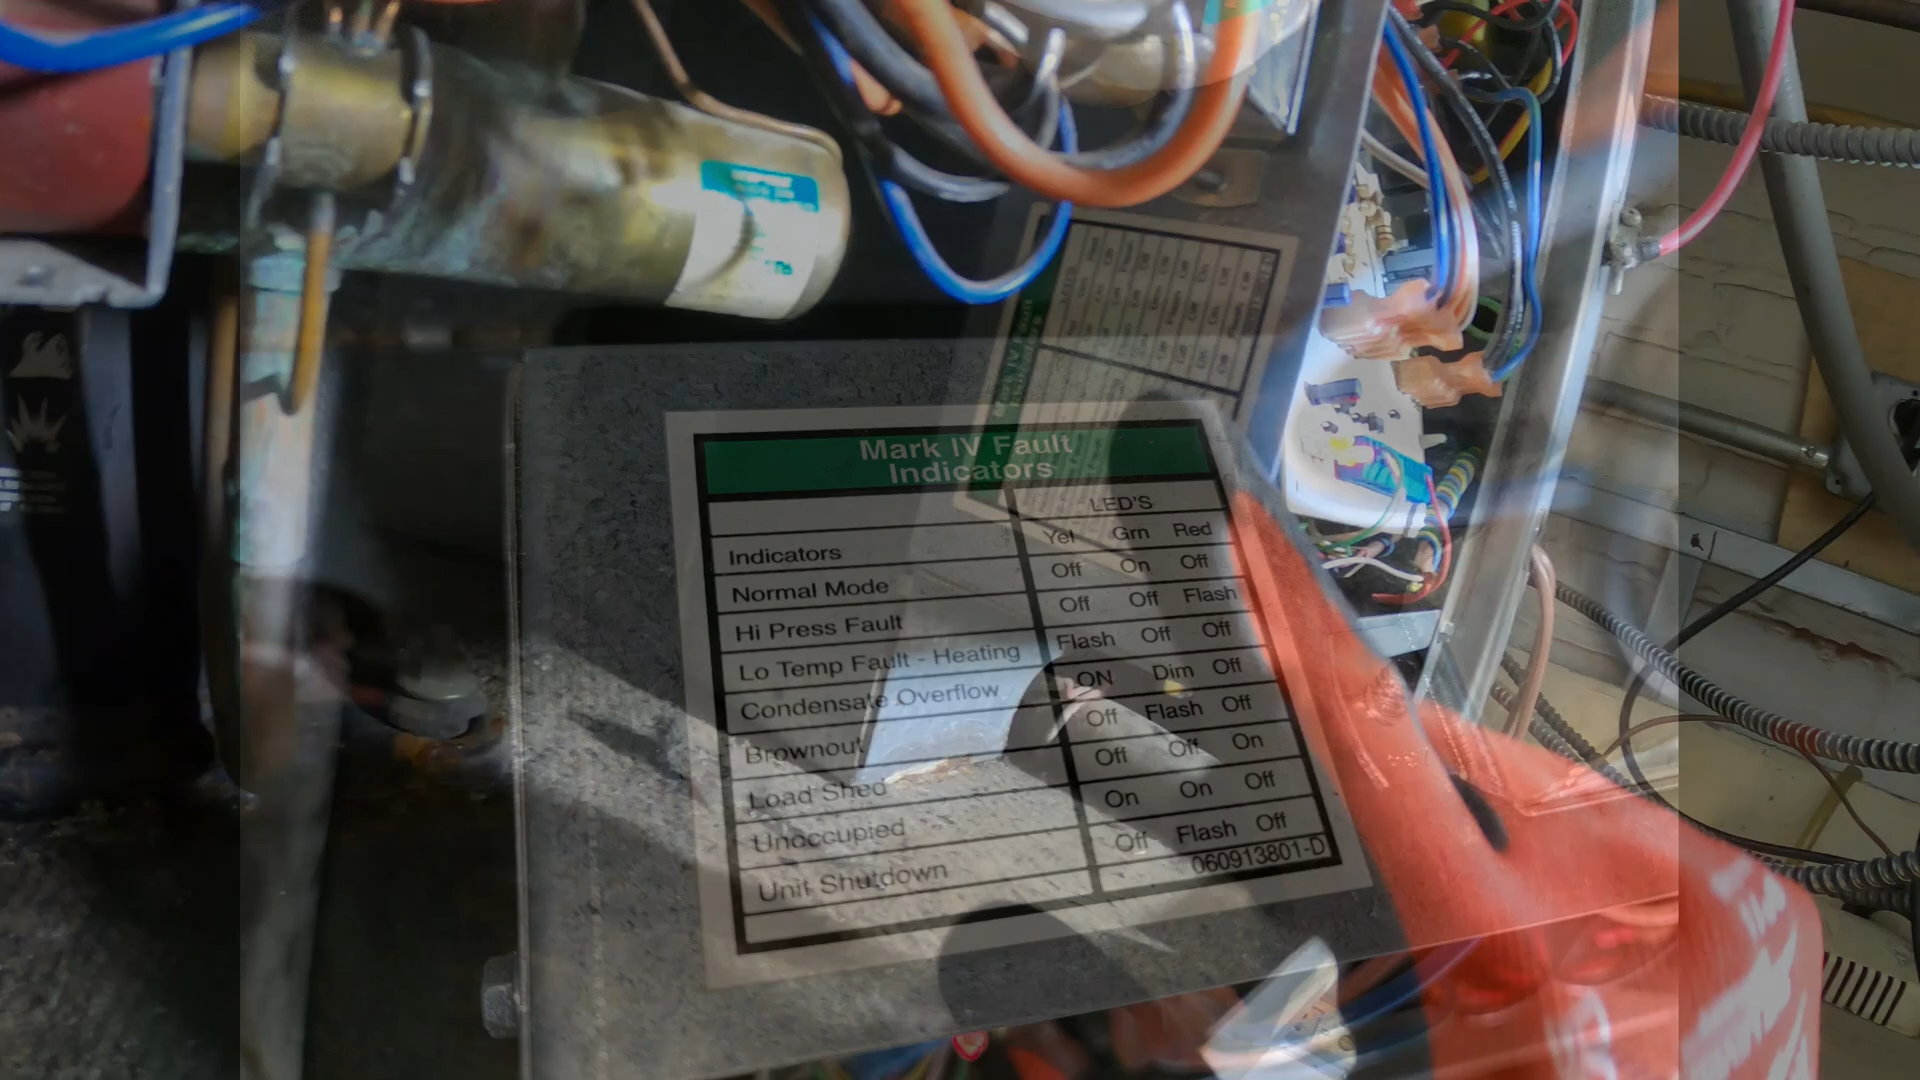 Mark IV Fault
Indicators
LED'S
Indicators Yel Grn Red
Normal Mode Off On Off
Hi Press Fault Off Off Flash
Lo Temp Fault - Heating Flash Off Off
Condensate Overflow ON Dim Off
Brownout Off Flash Off
Load Shed Off Off On
Unoccupied On On Off
Unit Shutdown Off Flash Off
060913801-D